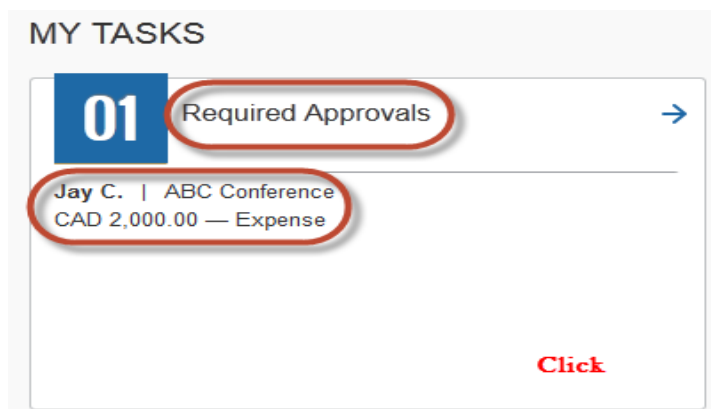 MY TASKS
01 Required Approvals
Jay C. | ABC Conference
CAD 2,000.00 — Expense
Click